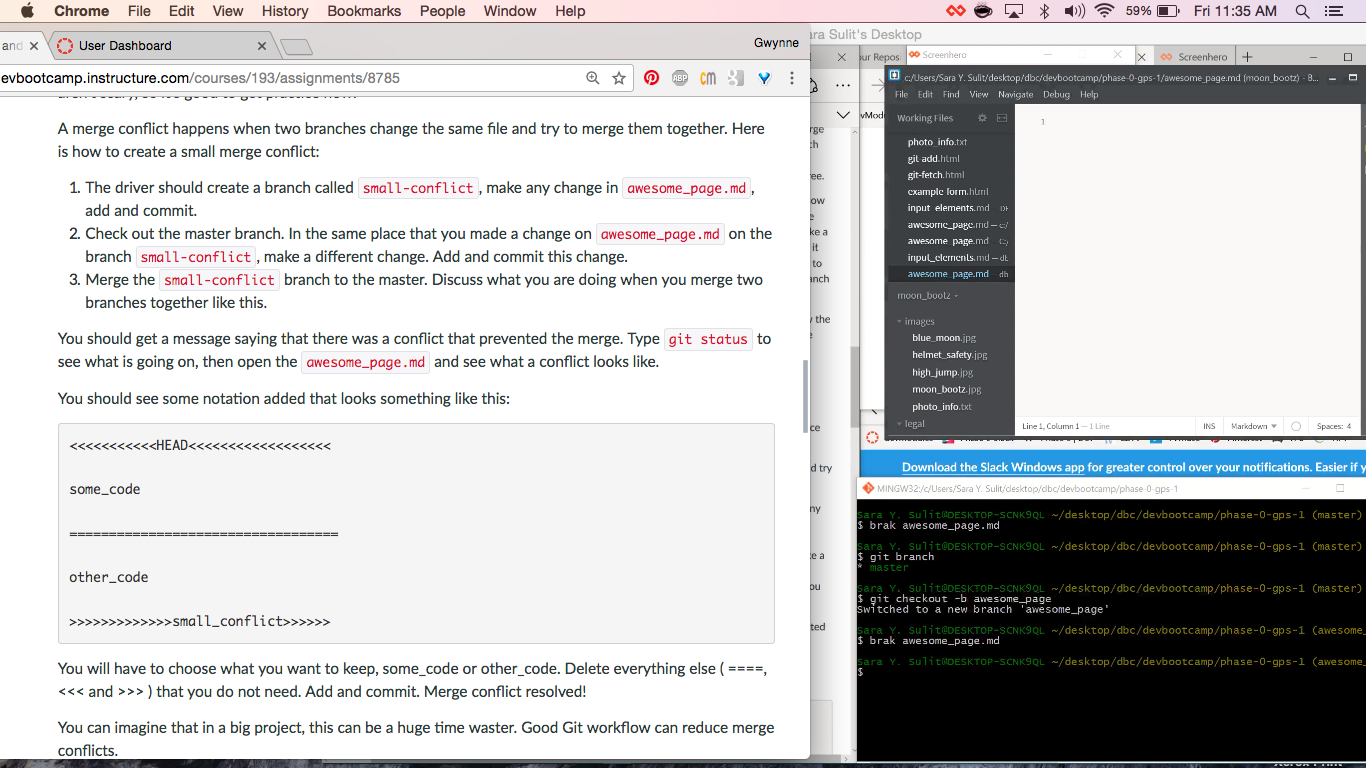 Chrome File Edit View History Bookmarks People Window Help
59% Fri 11:35 AM
and
User Dashboard
Gwynne
evbootcamp.instructure.com/courses/193/assignments/8785
A merge conflict happens when two branches change the same file and try to merge them together. Here
is how to create a small merge conflict:
1. The driver should create a branch called small-conflict, make any change in awesome_page.md,
add and commit.
2. Check out the master branch. In the same place that you made a change on awesome_page.md on the
branch small-conflict, make a different change. Add and commit this change.
3. Merge the small-conflict branch to the master. Discuss what you are doing when you merge two
branches together like this.
You should get a message saying that there was a conflict that prevented the merge. Type git status to
see what is going on, then open the awesome_page.md and see what a conflict looks like.
You should see some notation added that looks something like this:
<<<<<<<<<<<HEAD<<<<<<<<<<<<<<<<<<
some_code
==================================
other_code
>>>>>>>>>>>>>small_conflict>>>>>>
You will have to choose what you want to keep, some_code or other_code. Delete everything else ( ====,
<<< and >>> ) that you do not need. Add and commit. Merge conflict resolved!
You can imagine that in a big project, this can be a huge time waster. Good Git workflow can reduce merge
conflicts.
ara Sulit's Desktop
our Repos
Screenhero
Screenhero
c:/Users/Sara Y. Sulit/desktop/dbc/devbootcamp/phase-0-gps-1/awesome_page.md (moon_bootz) - B...
File Edit Find View Navigate Debug Help
Working Files
photo_info.txt
git-add.html
git-fetch.html
example-form.html
input_elements.md
awesome_page.md — c:/
awesome_page.md
input_elements.md — db
awesome_page.md — db
moon_bootz
images
blue_moon.jpg
helmet_safety.jpg
high_jump.jpg
moon_bootz.jpg
photo_info.txt
legal
1
Line 1, Column 1 — 1 Line
INS Markdown Spaces: 4
Download the Slack Windows app for greater control over your notifications. Easier if y
MINGW32:/c/Users/Sara Y. Sulit/desktop/dbc/devbootcamp/phase-0-gps-1
Sara Y. Sulit@DESKTOP-SCNK9QL ~/desktop/dbc/devbootcamp/phase-0-gps-1 (master)
$ brak awesome_page.md
Sara Y. Sulit@DESKTOP-SCNK9QL ~/desktop/dbc/devbootcamp/phase-0-gps-1 (master)
$ git branch
* master
Sara Y. Sulit@DESKTOP-SCNK9QL ~/desktop/dbc/devbootcamp/phase-0-gps-1 (master)
$ git checkout -b awesome_page
Switched to a new branch 'awesome_page'
Sara Y. Sulit@DESKTOP-SCNK9QL ~/desktop/dbc/devbootcamp/phase-0-gps-1 (awesome_
$ brak awesome_page.md
Sara Y. Sulit@DESKTOP-SCNK9QL ~/desktop/dbc/devbootcamp/phase-0-gps-1 (awesome_
$